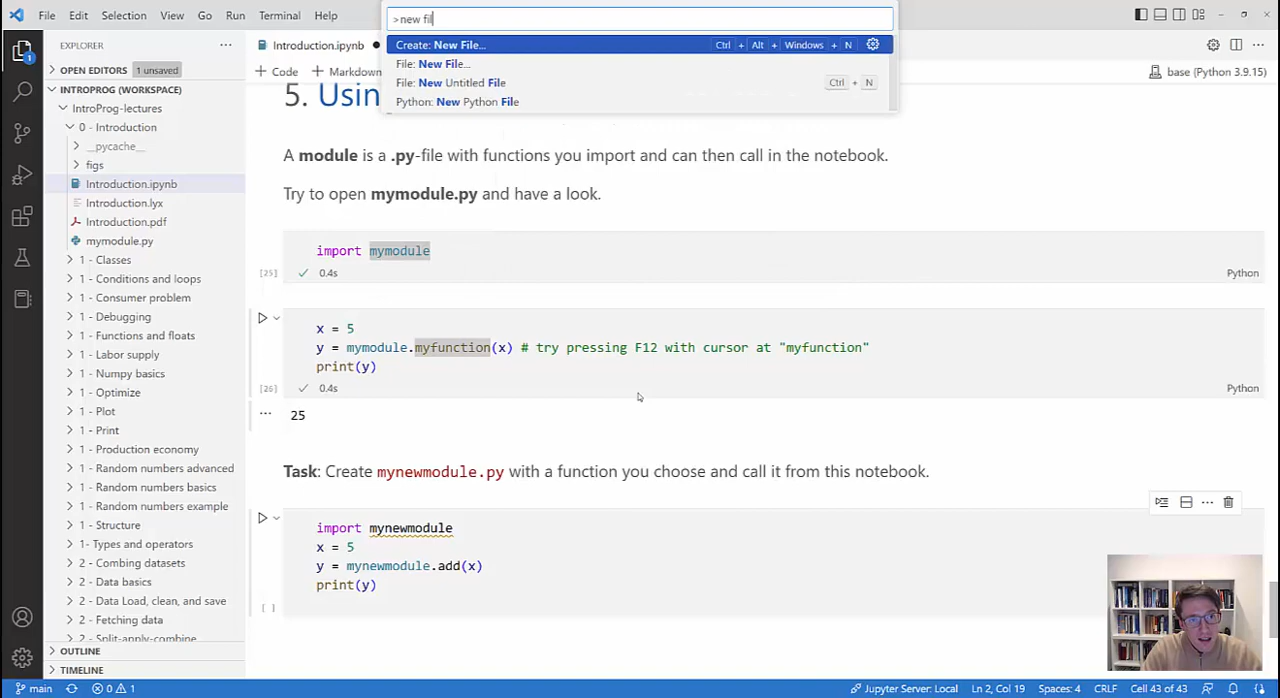 File Edit Selection View Go Run Terminal Help
>new fil
Create: New File... Ctrl + Alt + Windows + N
File: New File...
File: New Untitled File Ctrl + N
Python: New Python File
EXPLORER
OPEN EDITORS 1 unsaved
INTROPROG (WORKSPACE)
IntroProg-lectures
0 - Introduction
__pycache__
figs
Introduction.ipynb
Introduction.lyx
Introduction.pdf
mymodule.py
1 - Classes
1 - Conditions and loops
1 - Consumer problem
1 - Debugging
1 - Functions and floats
1 - Labor supply
1 - Numpy basics
1 - Optimize
1 - Plot
1 - Print
1 - Production economy
1 - Random numbers advanced
1 - Random numbers basics
1 - Random numbers example
1 - Structure
1- Types and operators
2 - Combing datasets
2 - Data basics
2 - Data Load, clean, and save
2 - Fetching data
2 - Split-apply-combine
OUTLINE
TIMELINE
Introduction.ipynb
+ Code + Markdown
base (Python 3.9.15)
5. Using
A module is a .py-file with functions you import and can then call in the notebook.
Try to open mymodule.py and have a look.
import mymodule
[25] 0.4s Python
x = 5
y = mymodule.myfunction(x) # try pressing F12 with cursor at "myfunction"
print(y)
[26] 0.4s Python
... 25
Task: Create mynewmodule.py with a function you choose and call it from this notebook.
import mynewmodule
x = 5
y = mynewmodule.add(x)
print(y)
[ ]
main 0 1 Jupyter Server: Local Ln 2, Col 19 Spaces: 4 CRLF Cell 43 of 43